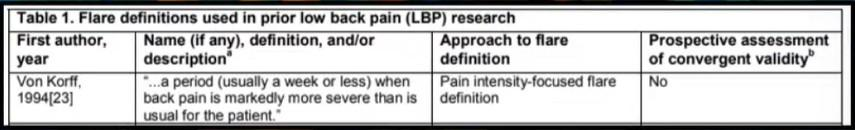 Table 1. Flare definitions used in prior low back pain (LBP) research
First author, year
Name (if any), definition, and/or description^a
Approach to flare definition
Prospective assessment of convergent validity^b
Von Korff, 1994[23]
"...a period (usually a week or less) when back pain is markedly more severe than is usual for the patient."
Pain intensity-focused flare definition
No